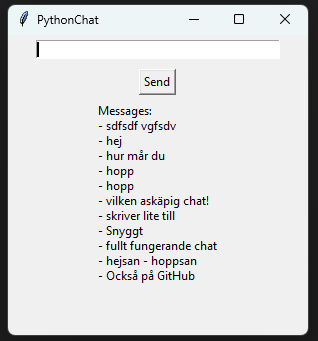 PythonChat
Send
Messages:
- sdfsdf vgfsdv
- hej
- hur mår du
- hopp
- hopp
- vilken askäpig chat!
- skriver lite till
- Snyggt
- fullt fungerande chat
- hejsan - hoppsan
- Också på GitHub